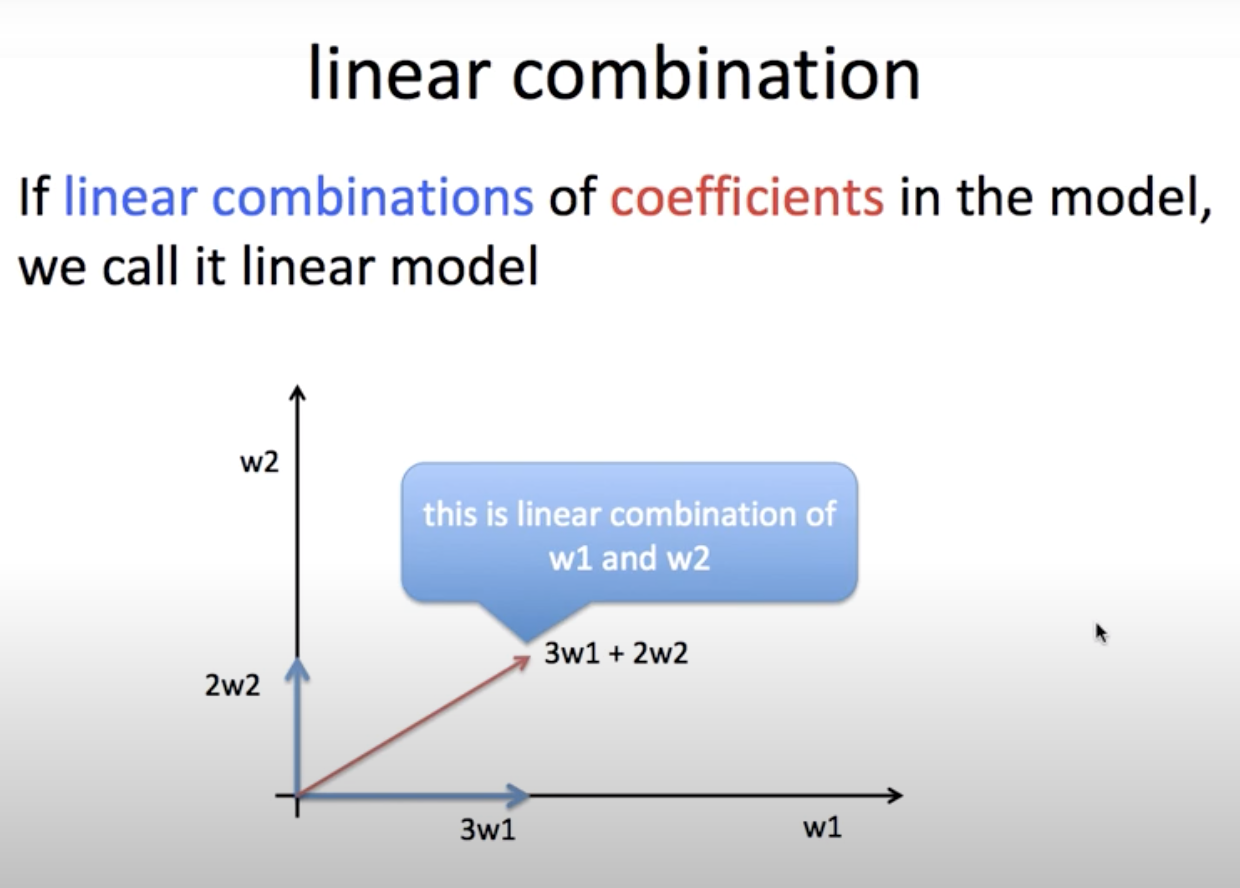 linear combination
If linear combinations of coefficients in the model,
we call it linear model
w2
this is linear combination of
w1 and w2
3w1 + 2w2
2w2
3w1
w1